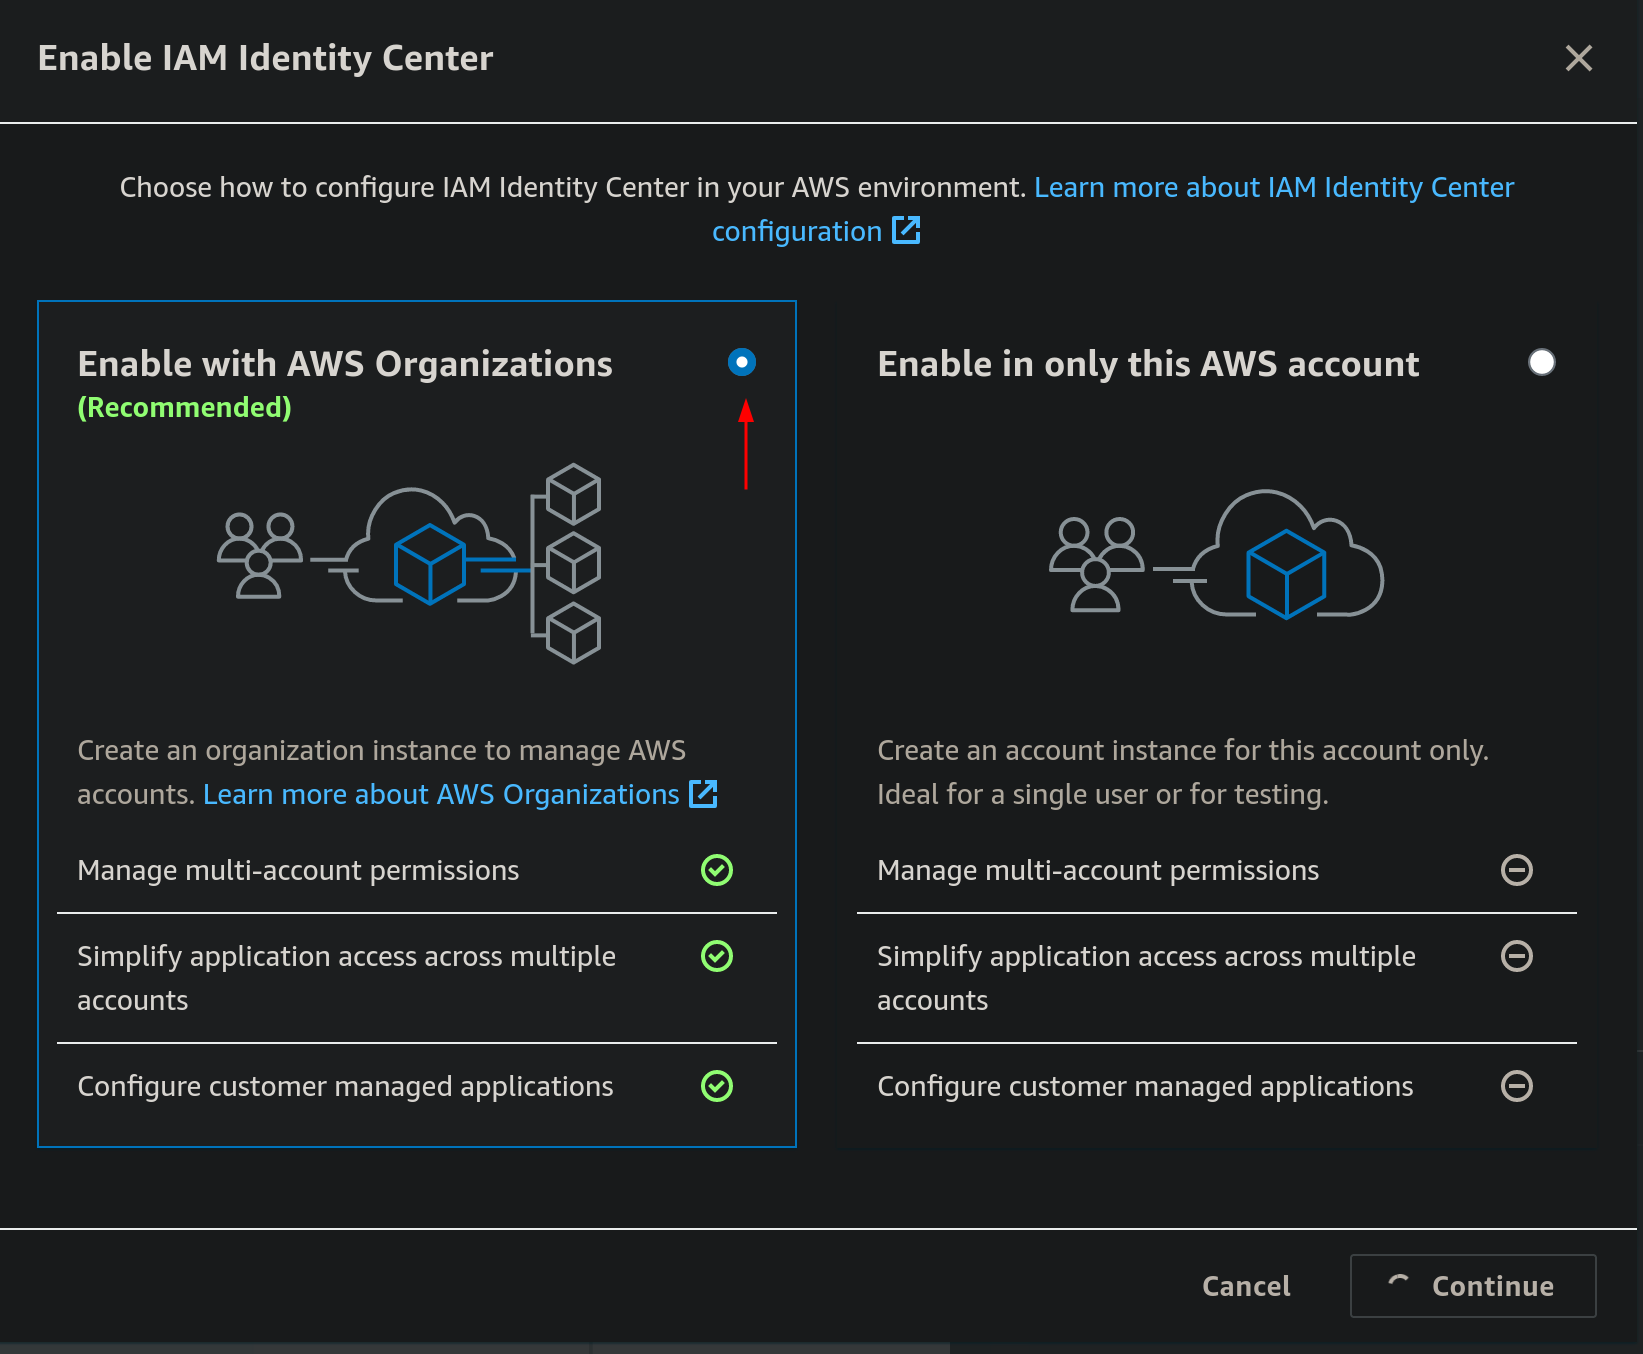 Enable IAM Identity Center
Choose how to configure IAM Identity Center in your AWS environment. Learn more about IAM Identity Center
configuration
Enable with AWS Organizations
(Recommended)
Create an organization instance to manage AWS
accounts. Learn more about AWS Organizations
Manage multi-account permissions
Simplify application access across multiple
accounts
Configure customer managed applications
Enable in only this AWS account
Create an account instance for this account only.
Ideal for a single user or for testing.
Manage multi-account permissions
Simplify application access across multiple
accounts
Configure customer managed applications
Cancel
Continue